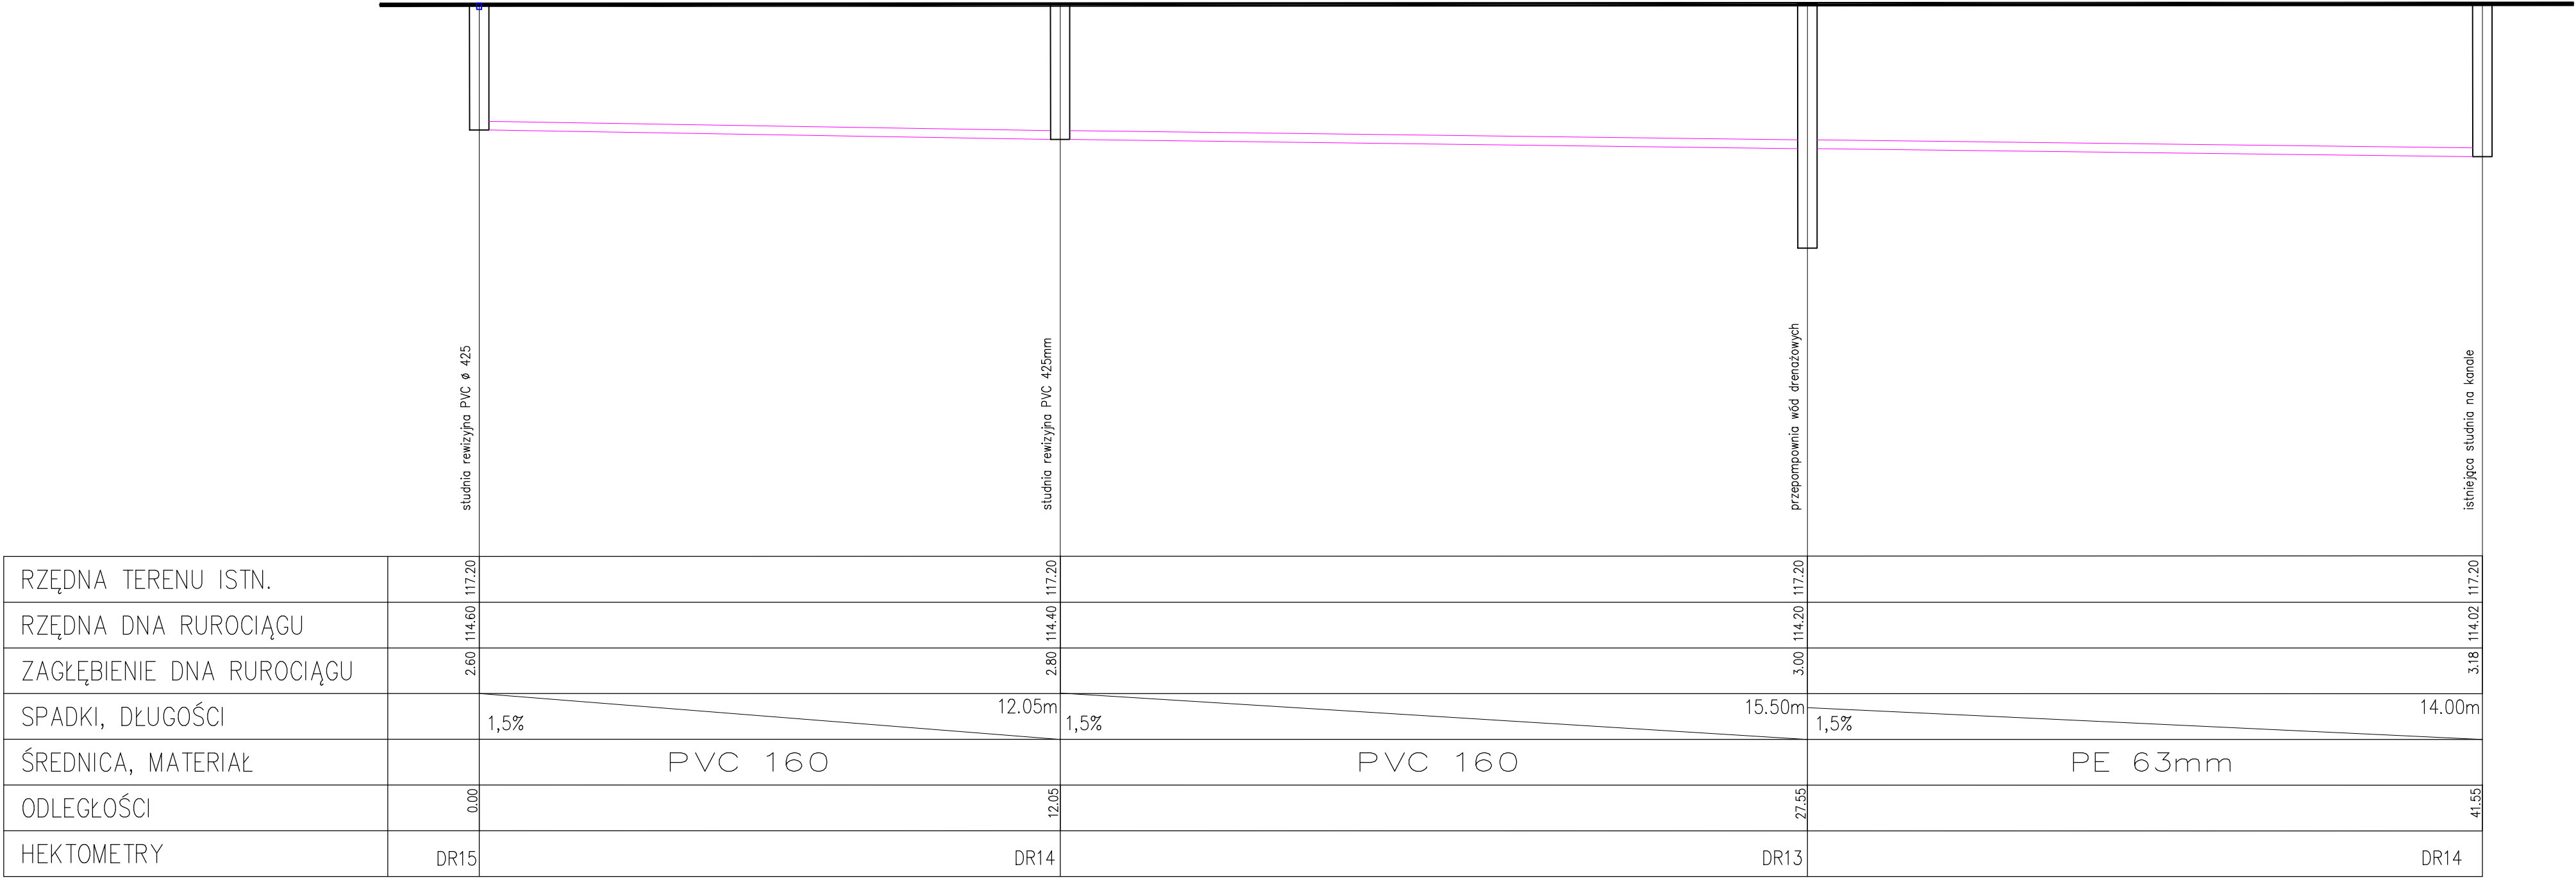 studnia rewizyjna PVC ø 425
studnia rewizyjna PVC 425mm
przepompownia wód drenażowych
istniejąca studnia na kanale
RZĘDNA TERENU ISTN. 117.20 117.20 117.20 117.20
RZĘDNA DNA RUROCIĄGU 114.60 114.40 114.20 114.02
ZAGŁĘBIENIE DNA RUROCIĄGU 2.60 2.80 3.00 3.18
SPADKI, DŁUGOŚCI 1,5% 12.05m 1,5% 15.50m 1,5% 14.00m
ŚREDNICA, MATERIAŁ PVC 160 PVC 160 PE 63mm
ODLEGŁOŚCI 0.00 12.05 27.55 41.55
HEKTOMETRY DR15 DR14 DR13 DR14